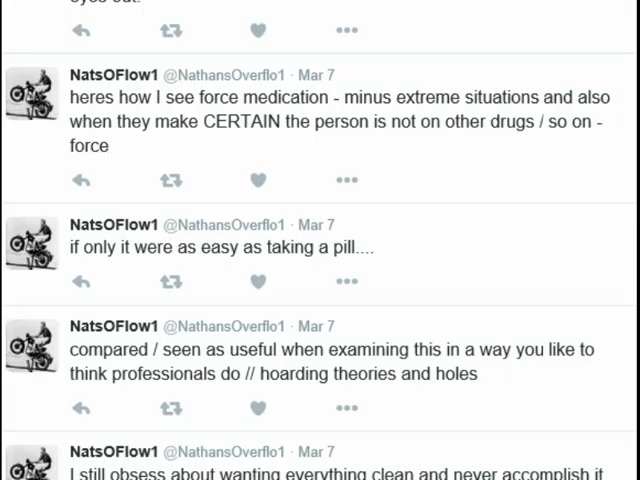 eyes out.
NatsOFlow1 @NathansOverflo1 · Mar 7
heres how I see force medication - minus extreme situations and also
when they make CERTAIN the person is not on other drugs / so on -
force
NatsOFlow1 @NathansOverflo1 · Mar 7
if only it were as easy as taking a pill....
NatsOFlow1 @NathansOverflo1 · Mar 7
compared / seen as useful when examining this in a way you like to
think professionals do // hoarding theories and holes
NatsOFlow1 @NathansOverflo1 · Mar 7
I still obsess about wanting everything clean and never accomplish it